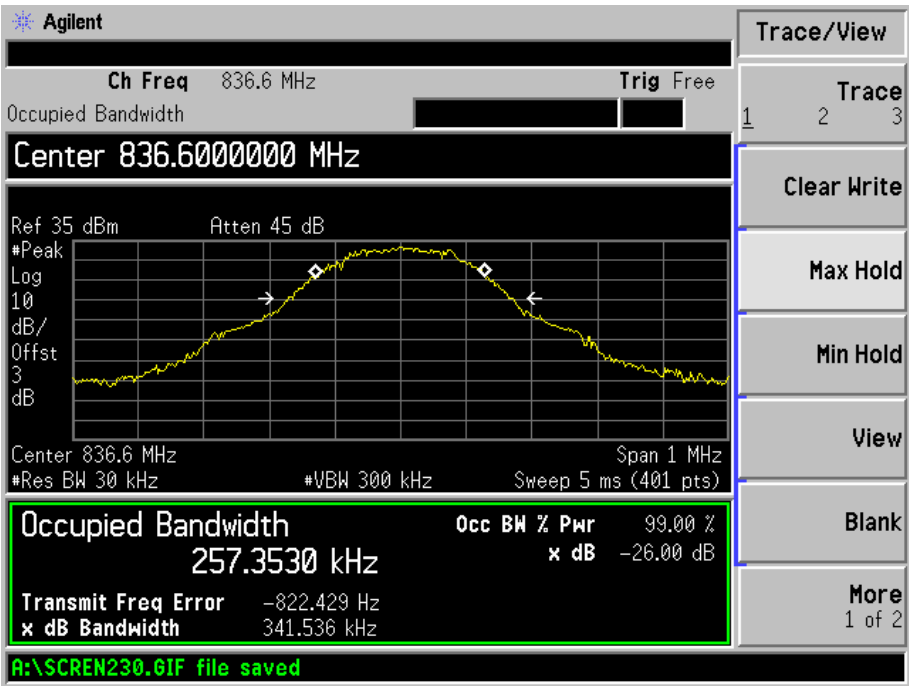 Agilent
Trace/View
Ch Freq 836.6 MHz Trig Free
Occupied Bandwidth
Trace
1 2 3
Center 836.6000000 MHz
Clear Write
Ref 35 dBm Atten 45 dB
#Peak
Log
10
dB/
Offst
3
dB
Max Hold
Min Hold
Center 836.6 MHz Span 1 MHz
#Res BW 30 kHz #VBW 300 kHz Sweep 5 ms (401 pts)
View
Occupied Bandwidth
257.3530 kHz
Occ BW % Pwr 99.00 %
x dB -26.00 dB
Transmit Freq Error -822.429 Hz
x dB Bandwidth 341.536 kHz
Blank
More
1 of 2
A:\SCREN230.GIF file saved